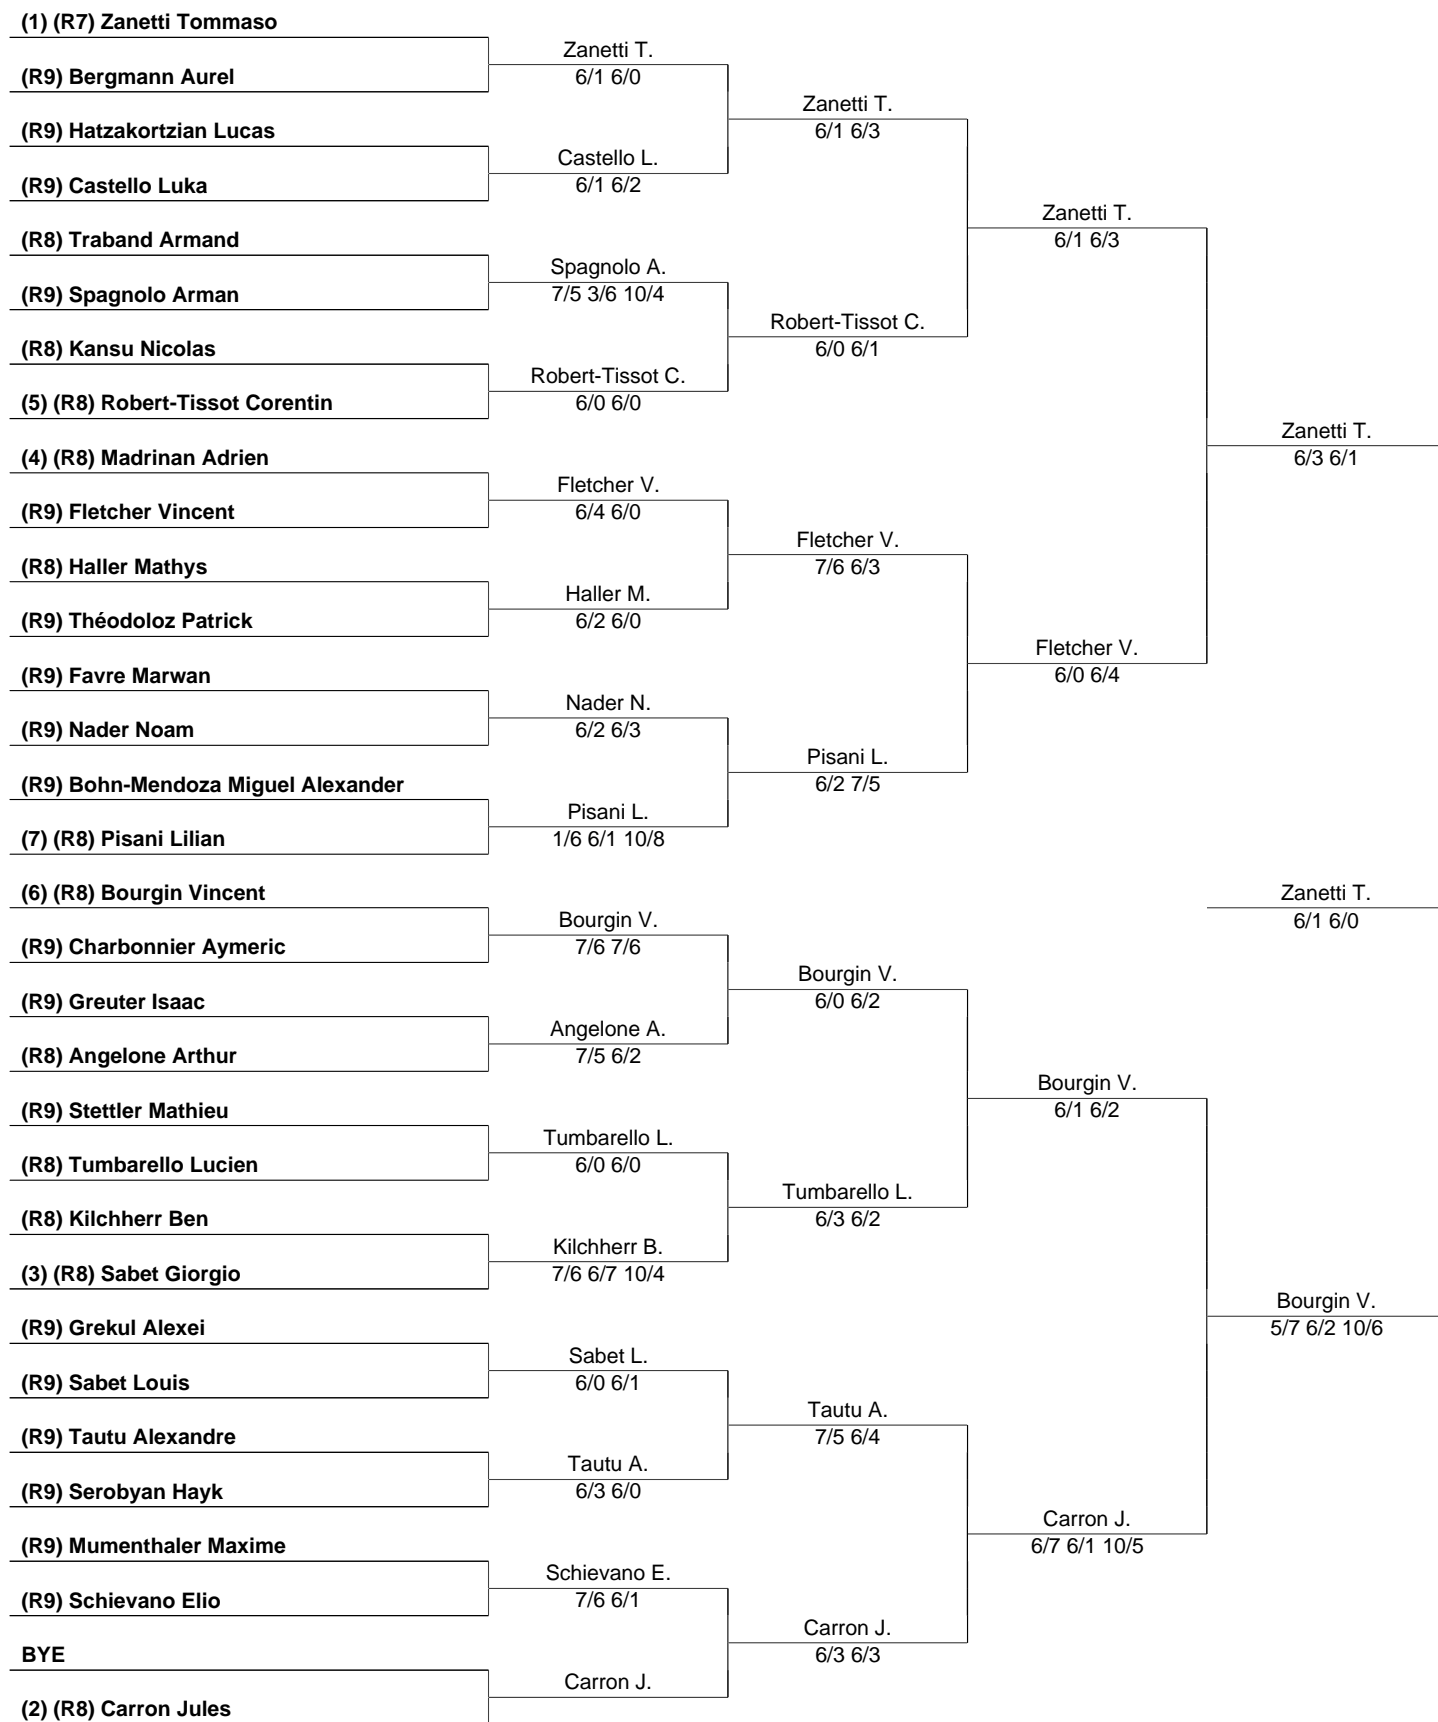 (1) (R7) Zanetti Tommaso
Zanetti T.
(R9) Bergmann Aurel
6/1 6/0
Zanetti T.
(R9) Hatzakortzian Lucas
6/1 6/3
Castello L.
(R9) Castello Luka
6/1 6/2
Zanetti T.
(R8) Traband Armand
6/1 6/3
Spagnolo A.
(R9) Spagnolo Arman
7/5 3/6 10/4
Robert-Tissot C.
(R8) Kansu Nicolas
6/0 6/1
Robert-Tissot C.
(5) (R8) Robert-Tissot Corentin
6/0 6/0
Zanetti T.
(4) (R8) Madrinan Adrien
6/3 6/1
Fletcher V.
(R9) Fletcher Vincent
6/4 6/0
Fletcher V.
(R8) Haller Mathys
7/6 6/3
Haller M.
(R9) Théodoloz Patrick
6/2 6/0
Fletcher V.
(R9) Favre Marwan
6/0 6/4
Nader N.
(R9) Nader Noam
6/2 6/3
Pisani L.
(R9) Bohn-Mendoza Miguel Alexander
6/2 7/5
Pisani L.
(7) (R8) Pisani Lilian
1/6 6/1 10/8
(6) (R8) Bourgin Vincent
Zanetti T.
6/1 6/0
Bourgin V.
(R9) Charbonnier Aymeric
7/6 7/6
Bourgin V.
(R9) Greuter Isaac
6/0 6/2
Angelone A.
(R8) Angelone Arthur
7/5 6/2
Bourgin V.
(R9) Stettler Mathieu
6/1 6/2
Tumbarello L.
(R8) Tumbarello Lucien
6/0 6/0
Tumbarello L.
(R8) Kilchherr Ben
6/3 6/2
Kilchherr B.
(3) (R8) Sabet Giorgio
7/6 6/7 10/4
Bourgin V.
(R9) Grekul Alexei
5/7 6/2 10/6
Sabet L.
(R9) Sabet Louis
6/0 6/1
Tautu A.
(R9) Tautu Alexandre
7/5 6/4
Tautu A.
(R9) Serobyan Hayk
6/3 6/0
Carron J.
(R9) Mumenthaler Maxime
6/7 6/1 10/5
Schievano E.
(R9) Schievano Elio
7/6 6/1
Carron J.
BYE
6/3 6/3
Carron J.
(2) (R8) Carron Jules